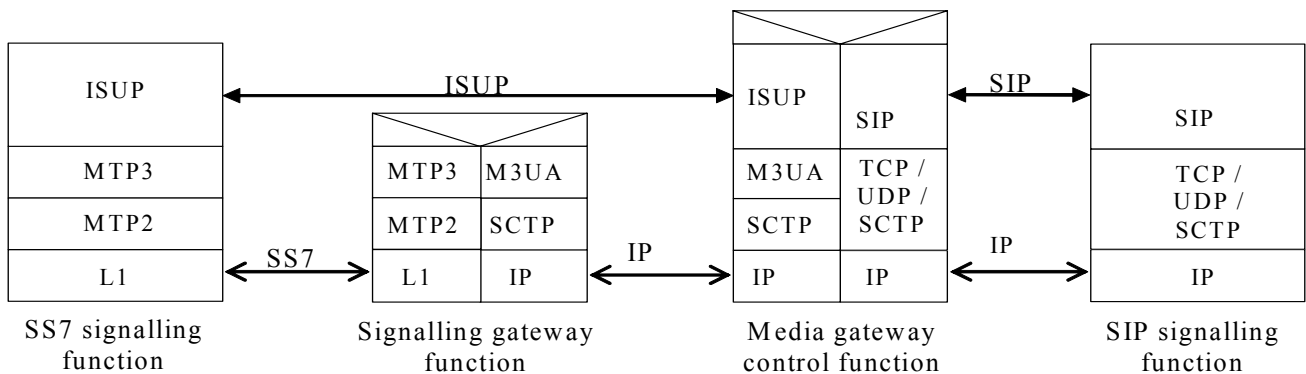 ISUP
MTP3
MTP2
L1
SS7 signalling
function
ISUP
SS7
MTP3
M3UA
MTP2
SCTP
L1
IP
Signalling gateway
function
IP
ISUP
SIP
M3UA
SCTP
TCP /
UDP /
SCTP
IP
IP
Media gateway
control function
SIP
IP
SIP
TCP /
UDP /
SCTP
IP
SIP signalling
function